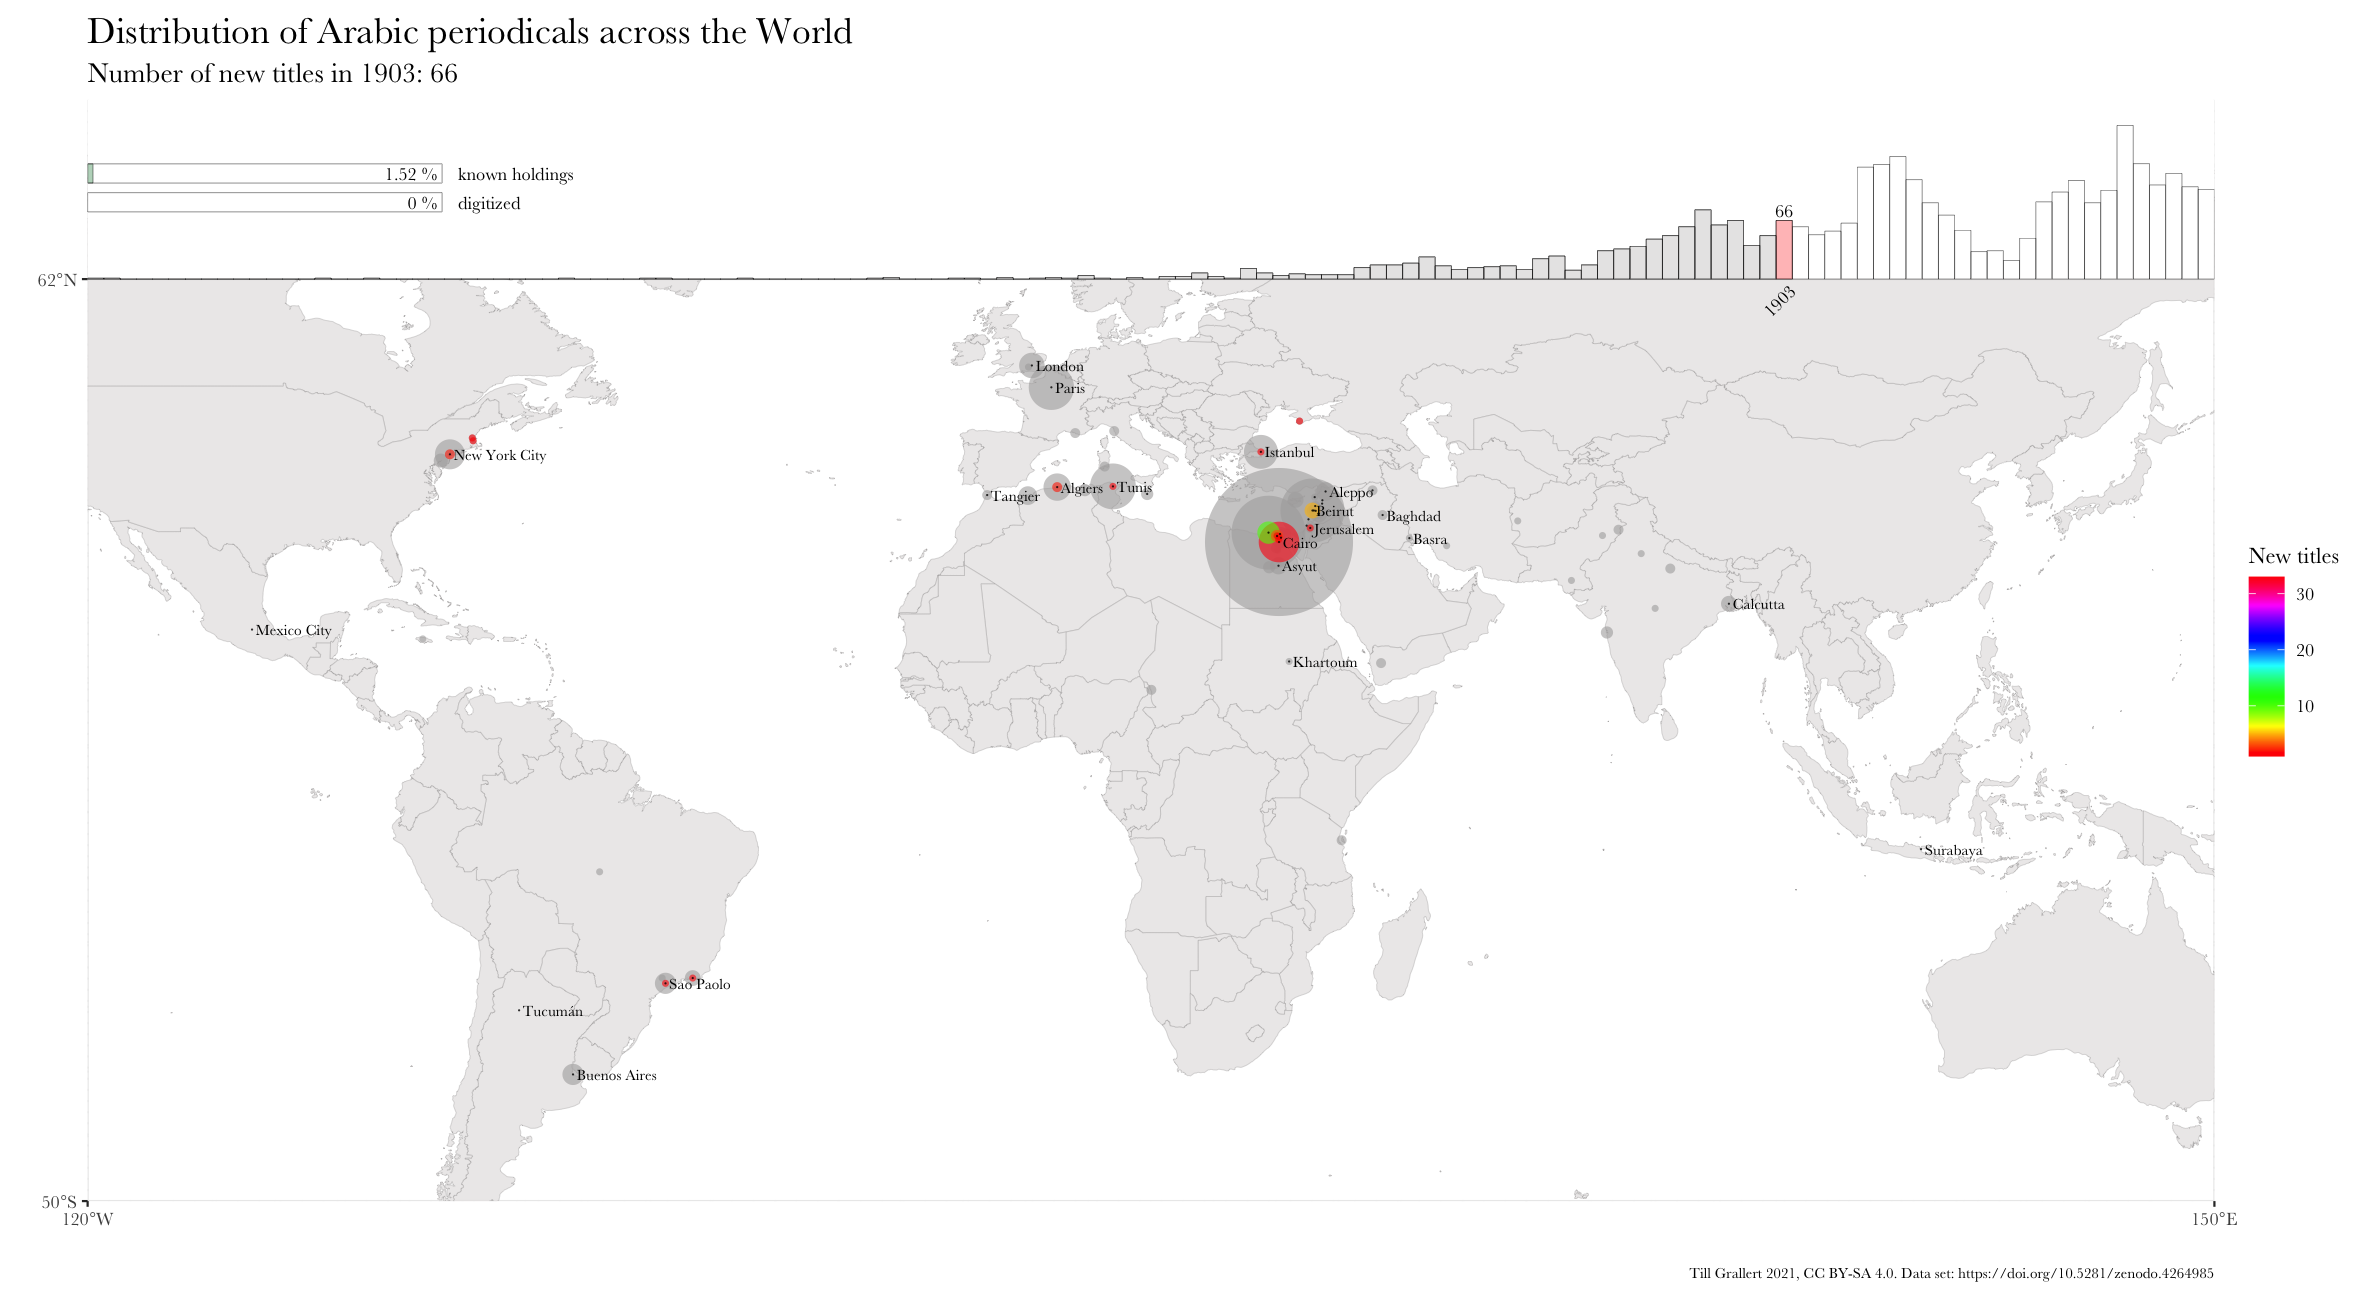 Distribution of Arabic periodicals across the World
Number of new titles in 1903: 66
1.52 % known holdings
0 % digitized
66
1903
62°N
London
Paris
New York City
Istanbul
Tangier
Algiers
Tunis
Aleppo
Beirut
Baghdad
Jerusalem
Cairo
Basra
Asyut
Calcutta
Mexico City
Khartoum
Surabaya
Sao Paolo
Tucumán
Buenos Aires
New titles
30
20
10
50°S
120°W
150°E
Till Grallert 2021, CC BY-SA 4.0. Data set: https://doi.org/10.5281/zenodo.4264985